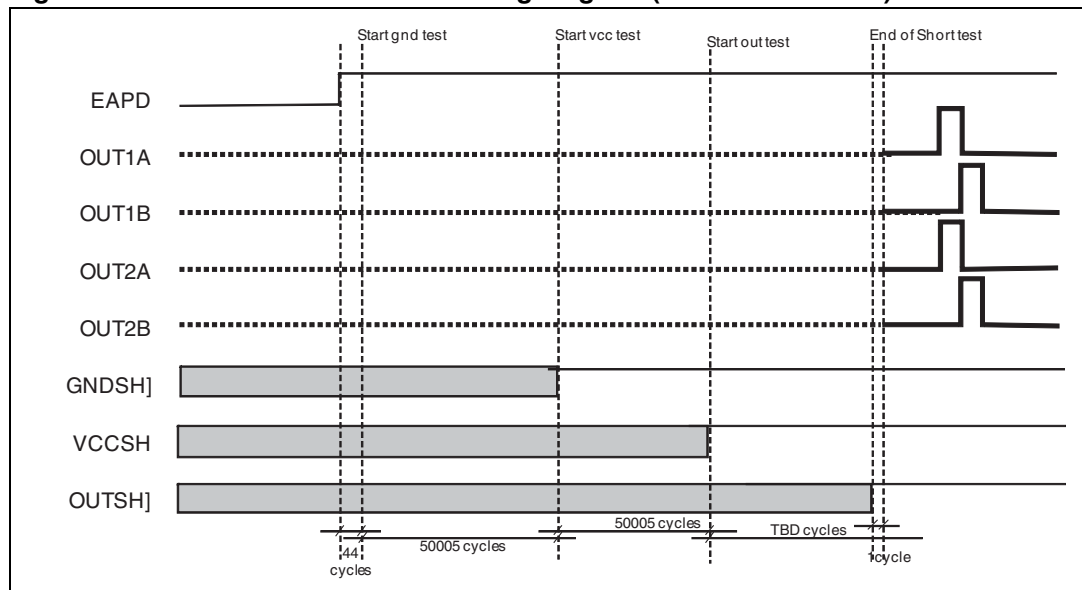 Start gnd test
Start vcc test
Start out test
End of Short test
EAPD
OUT1A
OUT1B
OUT2A
OUT2B
GNDSH]
VCCSH
OUTSH]
44
cycles
50005 cycles
50005 cycles
TBD cycles
1cycle